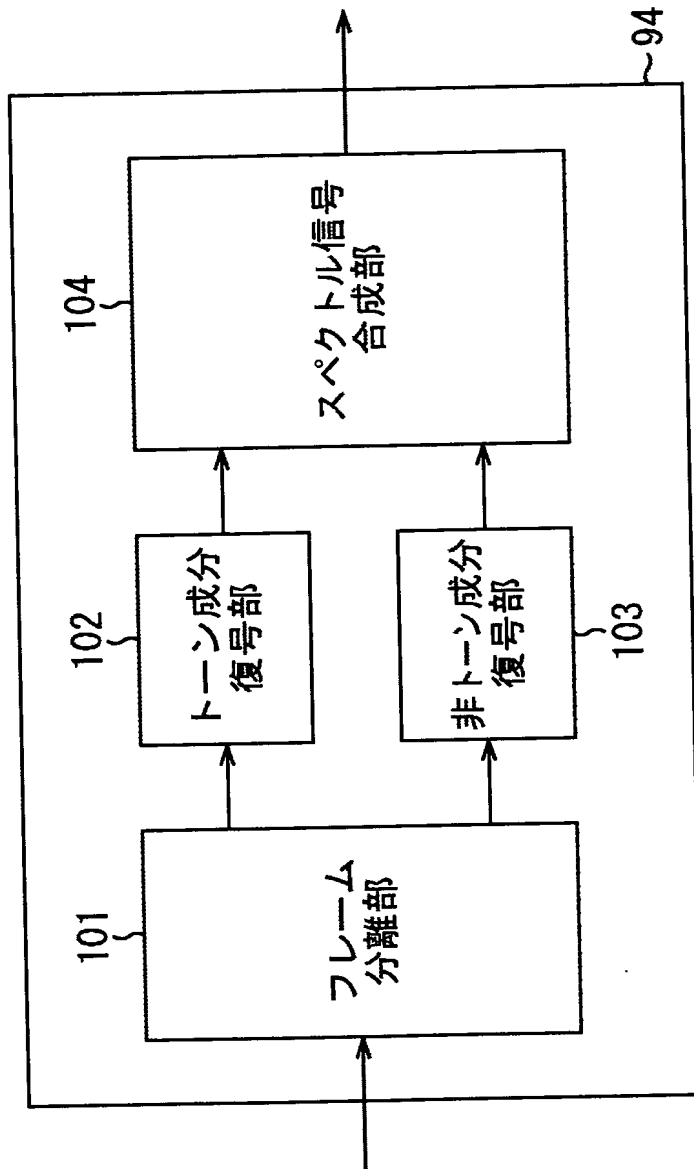 101
フレーム
分離部
102
トーン成分
復号部
非トーン成分
復号部
103
104
スペクトル信号
合成部
94